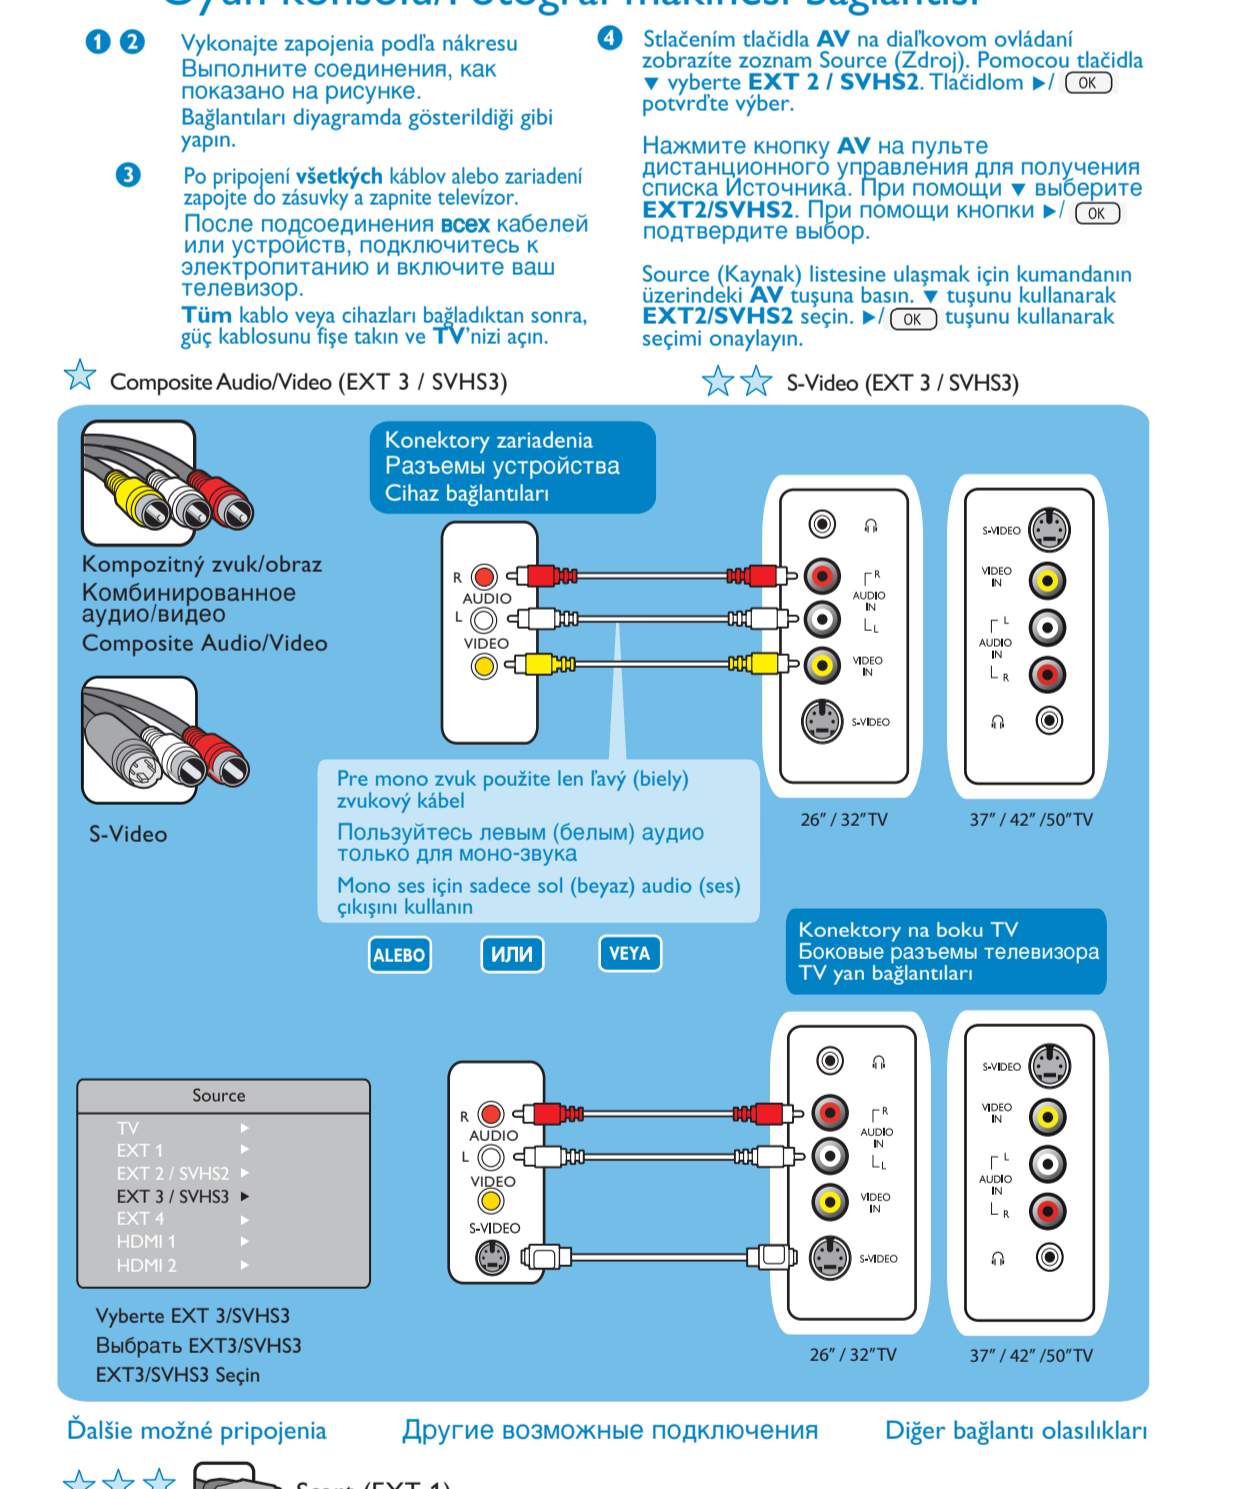 Oyun konsolu/Fotoğraf makinesi bağlantısı
1 2
Vykonajte zapojenia podľa nákresu
Выполните соединения, как
показано на рисунке.
Bağlantıları diyagramda gösterildiği gibi
yapın.
3
Po pripojení všetkých káblov alebo zariadení
zapojte do zásuvky a zapnite televízor.
После подсоединения всех кабелей
или устройств, подключитесь к
электропитанию и включите ваш
телевизор.
Tüm kablo veya cihazları bağladıktan sonra,
güç kablosunu fişe takın ve TV'nizi açın.
4
Stlačením tlačidla AV na diaľkovom ovládaní
zobrazíte zoznam Source (Zdroj). Pomocou tlačidla
▼ vyberte EXT 2 / SVHS2. Tlačidlom ►/ OK
potvrďte výber.
Нажмите кнопку AV на пульте
дистанционного управления для получения
списка Источника. При помощи ▼ выберите
EXT2/SVHS2. При помощи кнопки ►/ OK
подтвердите выбор.
Source (Kaynak) listesine ulaşmak için kumandanın
üzerindeki AV tuşuna basın. ▼ tuşunu kullanarak
EXT2/SVHS2 seçin. ►/ OK tuşunu kullanarak
seçimi onaylayın.
Composite Audio/Video (EXT 3 / SVHS3)
S-Video (EXT 3 / SVHS3)
Kompozitný zvuk/obraz
Комбинированное
аудио/видео
Composite Audio/Video
S-Video
Konektory zariadenia
Разъемы устройства
Cihaz bağlantıları
R
AUDIO
L
VIDEO
R
AUDIO
IN
L
VIDEO
IN
S-VIDEO
26” / 32”TV
S-VIDEO
VIDEO
IN
L
AUDIO
IN
R
37” / 42” /50”TV
Pre mono zvuk použite len ľavý (biely)
zvukový kábel
Пользуйтесь левым (белым) аудио
только для моно-звука
Mono ses için sadece sol (beyaz) audio (ses)
çıkışını kullanın
ALEBO
ИЛИ
VEYA
Konektory na boku TV
Боковые разъемы телевизора
TV yan bağlantıları
Source
TV ►
EXT 1 ►
EXT 2 / SVHS2 ►
EXT 3 / SVHS3 ►
EXT 4 ►
HDMI 1 ►
HDMI 2 ►
Vyberte EXT 3/SVHS3
Выбрать EXT3/SVHS3
EXT3/SVHS3 Seçin
R
AUDIO
L
VIDEO
S-VIDEO
R
AUDIO
IN
L
VIDEO
IN
S-VIDEO
26” / 32”TV
S-VIDEO
VIDEO
IN
L
AUDIO
IN
R
37” / 42” /50”TV
Ďalšie možné pripojenia
Другие возможные подключения
Diğer bağlantı olasılıkları
Scart (EXT 1)